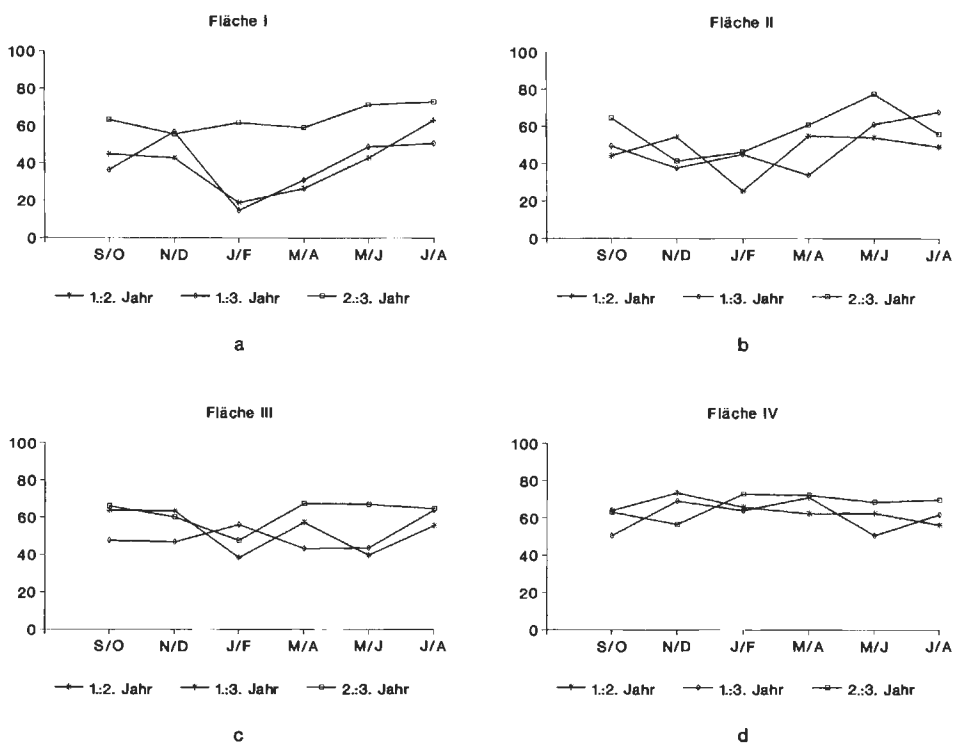 Fläche I
100
80
60
40
20
0
S/O N/D J/F M/A M/J J/A
1.:2. Jahr 1.:3. Jahr 2.:3. Jahr
a
Fläche II
100
80
60
40
20
0
S/O N/D J/F M/A M/J J/A
1.:2. Jahr 1.:3. Jahr 2.:3. Jahr
b
Fläche III
100
80
60
40
20
0
S/O N/D J/F M/A M/J J/A
1.:2. Jahr 1.:3. Jahr 2.:3. Jahr
c
Fläche IV
100
80
60
40
20
0
S/O N/D J/F M/A M/J J/A
1.:2. Jahr 1.:3. Jahr 2.:3. Jahr
d